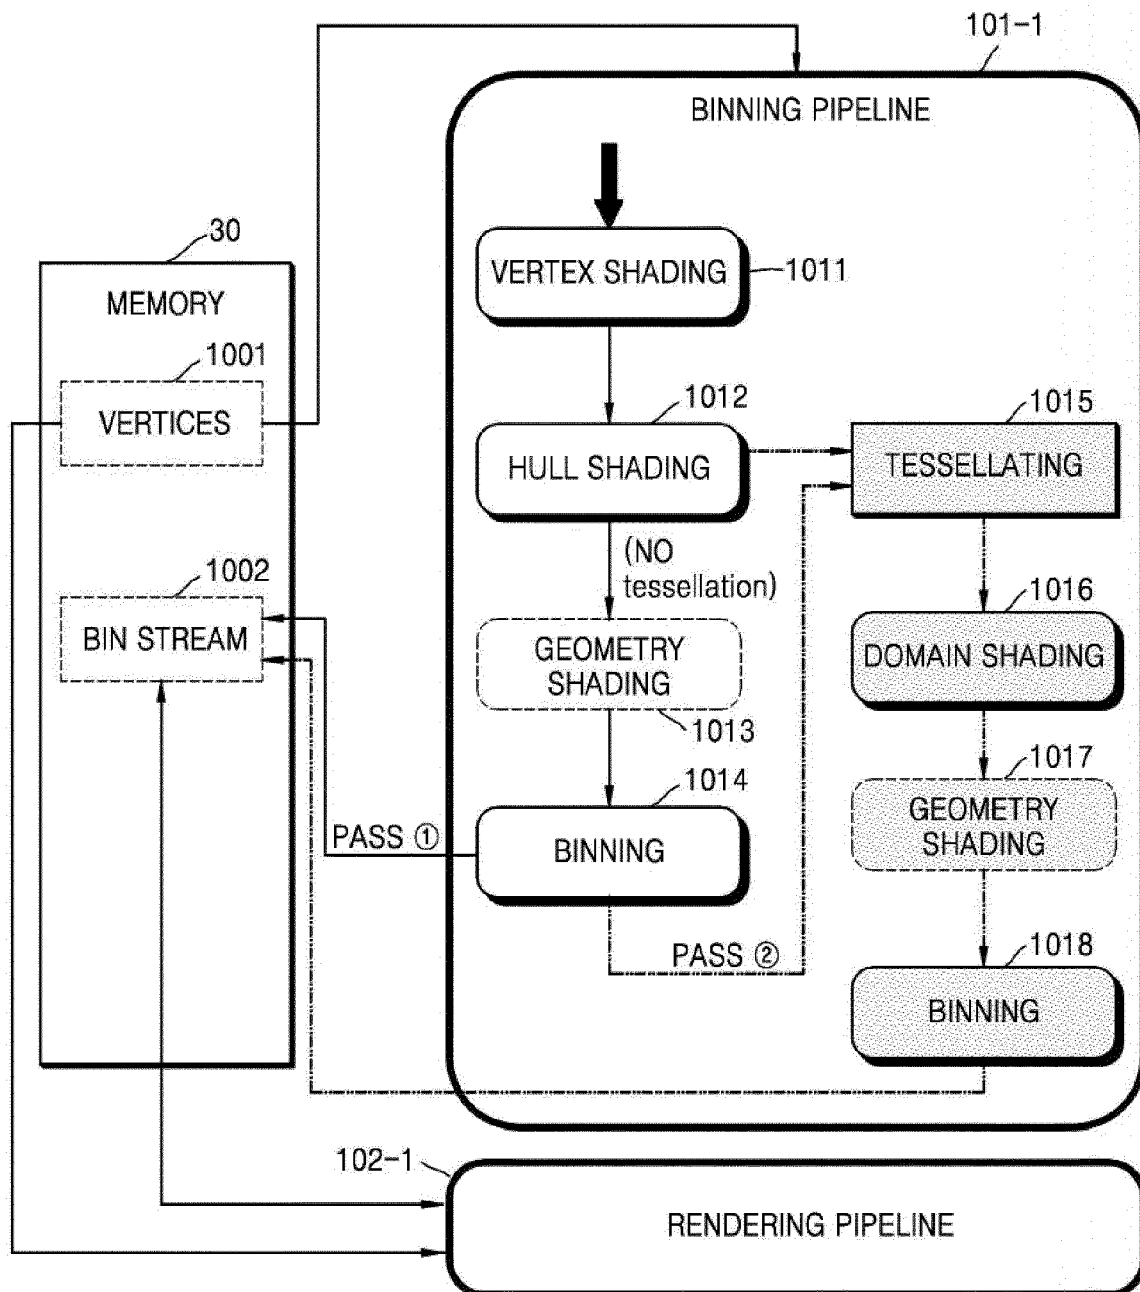 101-1
BINNING PIPELINE
30
MEMORY
VERTEX SHADING
1011
1001
VERTICES
1012
HULL SHADING
1015
TESSELLATING
(NO
tessellation)
1002
BIN STREAM
1016
DOMAIN SHADING
GEOMETRY
SHADING
1013
1017
GEOMETRY
SHADING
1014
BINNING
PASS ①
PASS ②
1018
BINNING
102-1
RENDERING PIPELINE